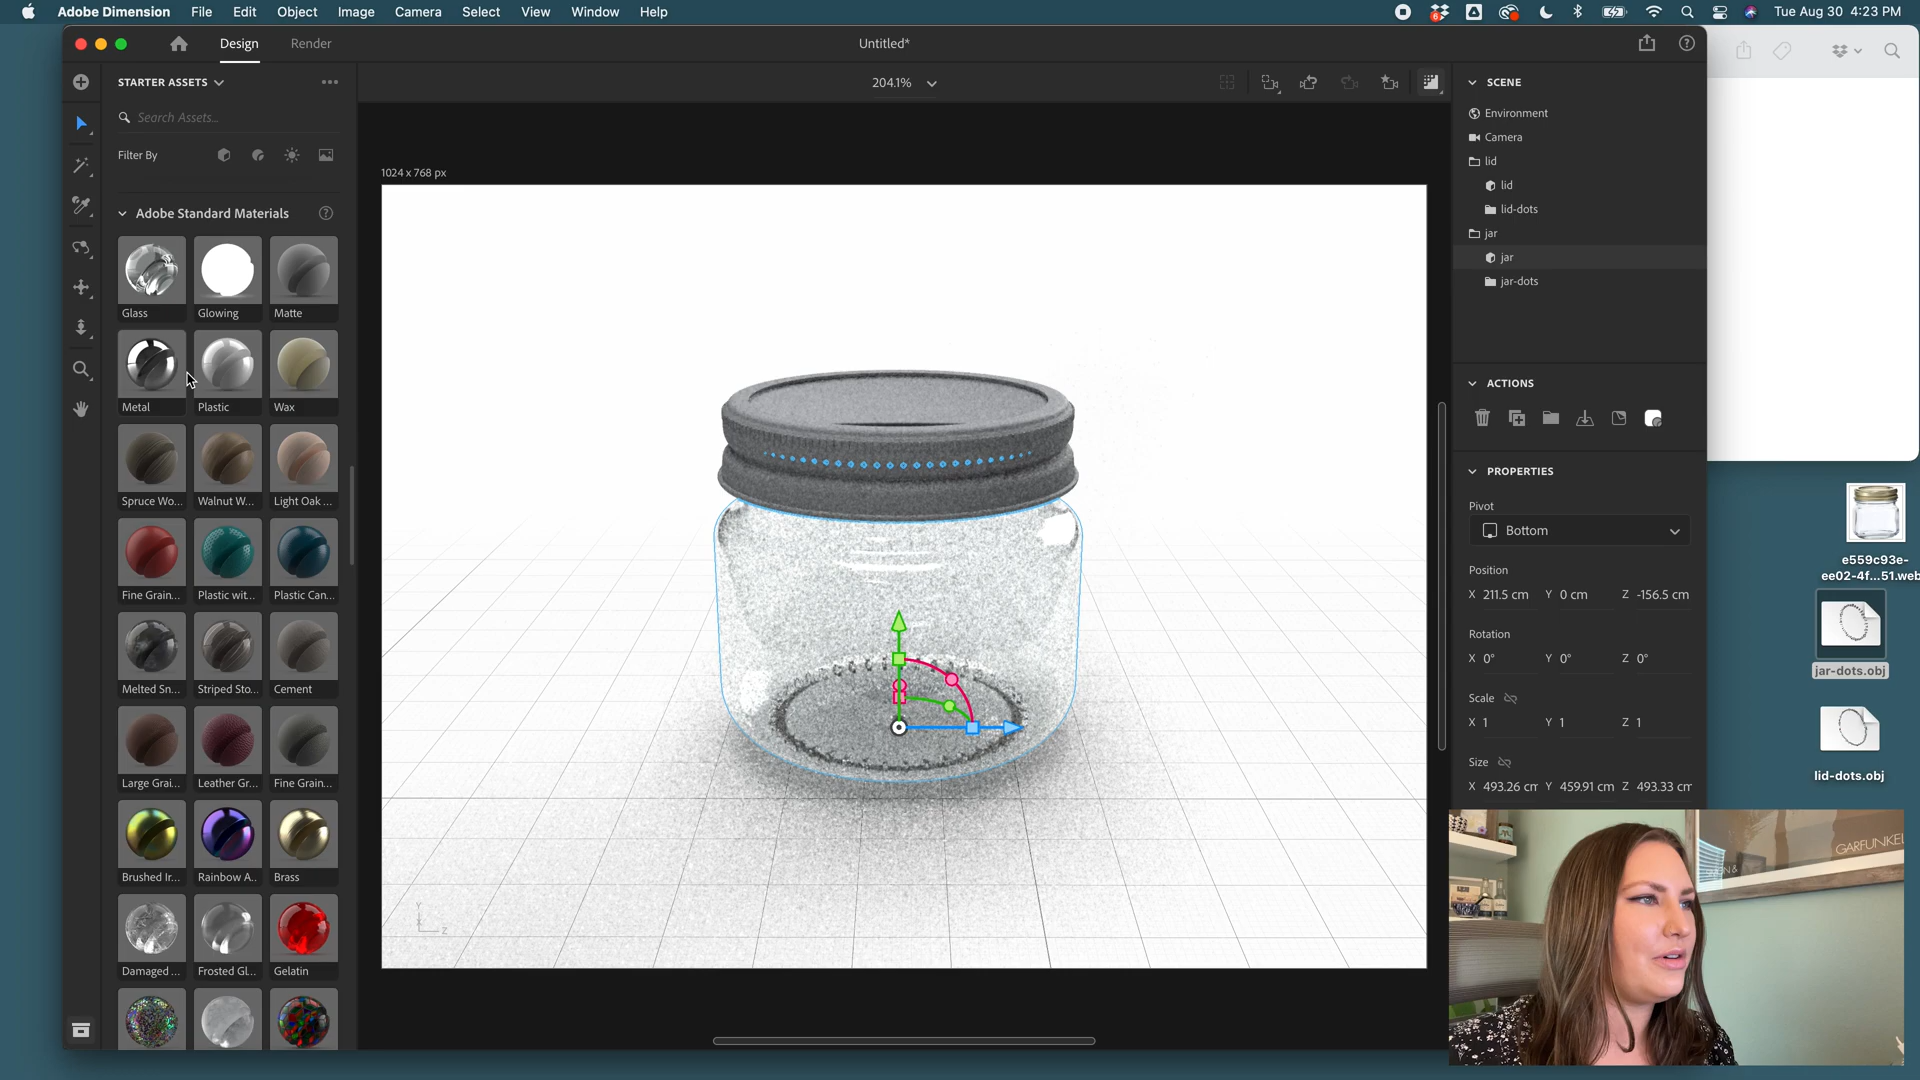 Adobe Dimension File Edit Object Image Camera Select View Window Help
6
Tue Aug 30 4:23 PM
Design Render
Untitled*
STARTER ASSETS
Search Assets...
Filter By
204.1%
1024 x 768 px
Adobe Standard Materials
Glass Glowing Matte
Metal Plastic Wax
Spruce Wo... Walnut W... Light Oak ...
Fine Grain... Plastic wit... Plastic Can...
Melted Sn... Striped Sto... Cement
Large Grai... Leather Gr... Fine Grain...
Brushed Ir... Rainbow A.. Brass
Damaged ... Frosted Gl... Gelatin
Y
Z
SCENE
Environment
Camera
lid
lid
lid-dots
jar
jar
jar-dots
ACTIONS
PROPERTIES
Pivot
Bottom
Position
X 211.5 cm Y 0 cm Z -156.5 cm
Rotation
X 0° Y 0° Z 0°
Scale
X 1 Y 1 Z 1
Size
X 493.26 cm Y 459.91 cm Z 493.33 cm
e559c93e-
ee02-4f...51.web
jar-dots.obj
lid-dots.obj
GARFUNKEL